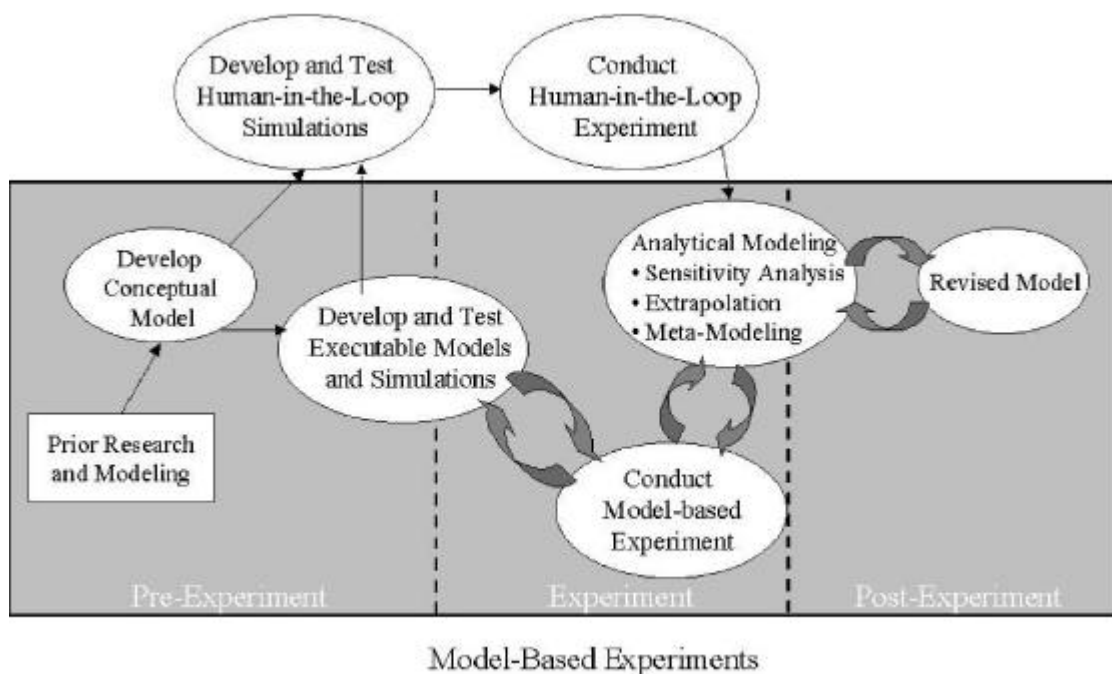 Develop and Test
Human-in-the-Loop
Simulations
Conduct
Human-in-the-Loop
Experiment
Develop
Conceptual
Model
Develop and Test
Executable Models
and Simulations
Analytical Modeling
• Sensitivity Analysis
• Extrapolation
• Meta-Modeling
Revised Model
Prior Research
and Modeling
Conduct
Model-based
Experiment
Pre-Experiment
Experiment
Post-Experiment
Model-Based Experiments